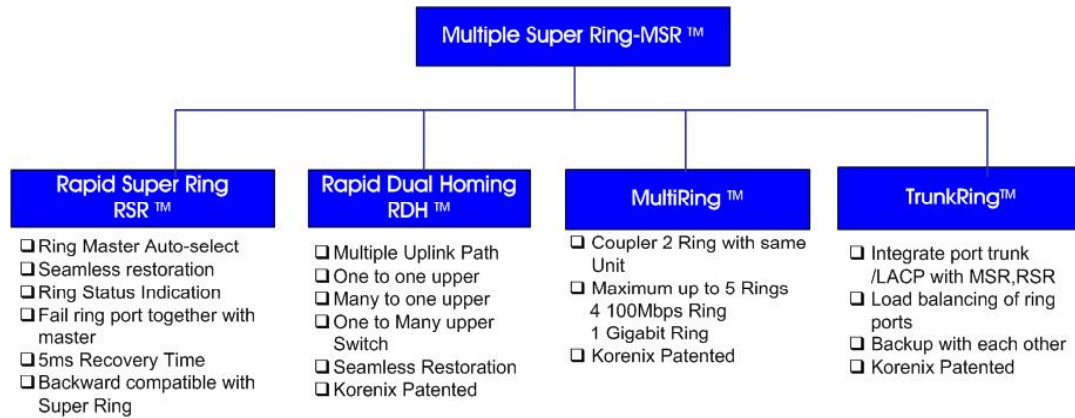 Multiple Super Ring-MSR ™
Rapid Super Ring
RSR ™
❑ Ring Master Auto-select
❑ Seamless restoration
❑ Ring Status Indication
❑ Fail ring port together with
master
❑ 5ms Recovery Time
❑ Backward compatible with
Super Ring
Rapid Dual Homing
RDH ™
❑ Multiple Uplink Path
❑ One to one upper
❑ Many to one upper
❑ One to Many upper
Switch
❑ Seamless Restoration
❑ Korenix Patented
MultiRing ™
❑ Coupler 2 Ring with same
Unit
❑ Maximum up to 5 Rings
4 100Mbps Ring
1 Gigabit Ring
❑ Korenix Patented
TrunkRing™
❑ Integrate port trunk
/LACP with MSR,RSR
❑ Load balancing of ring
ports
❑ Backup with each other
❑ Korenix Patented